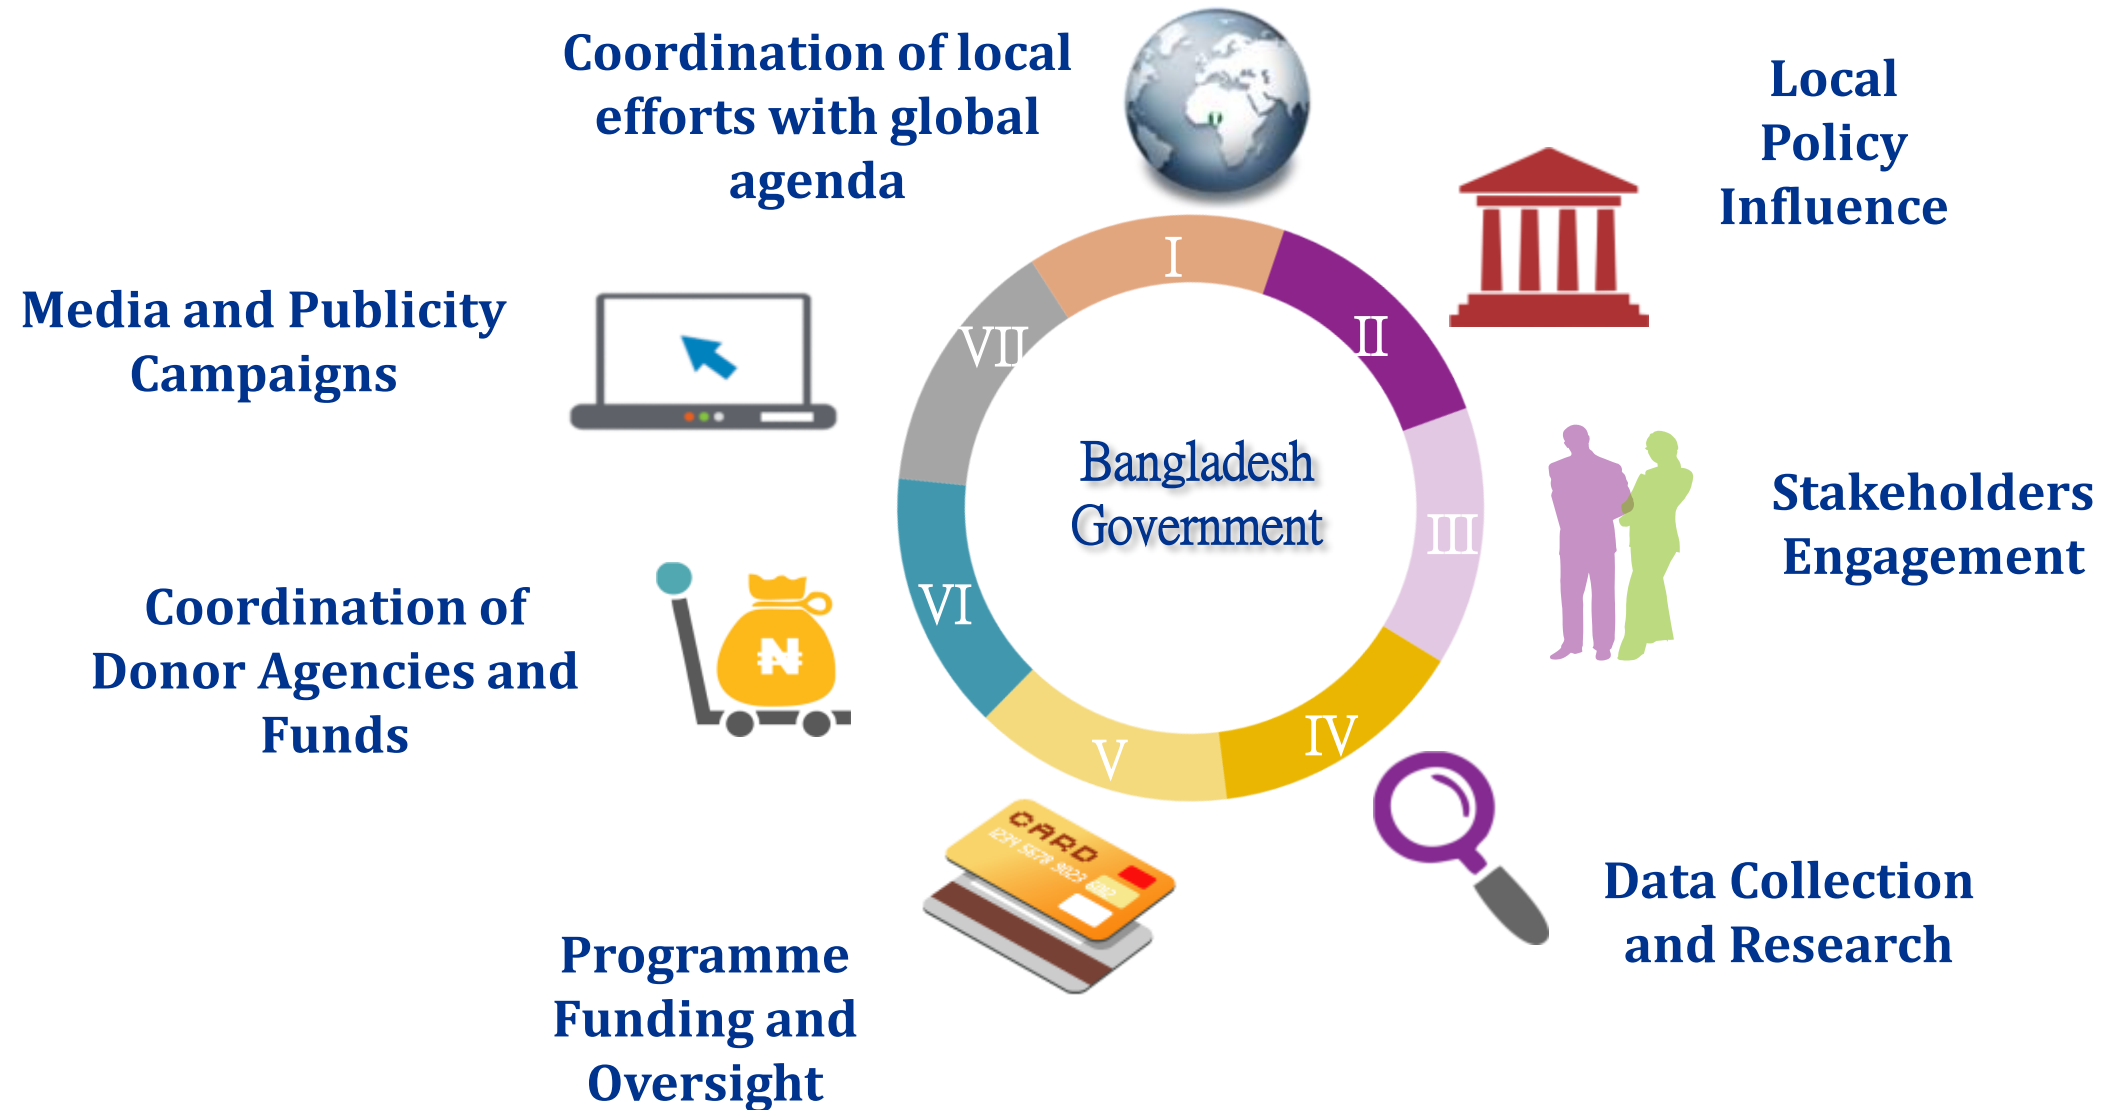 Coordination of local
efforts with global
agenda
Local
Policy
Influence
I
II
III
IV
V
VI
VII
Media and Publicity
Campaigns
Bangladesh
Government
Stakeholders
Engagement
Coordination of
Donor Agencies and
Funds
₦
CARD
1234 5678 9023
Data Collection
and Research
Programme
Funding and
Oversight